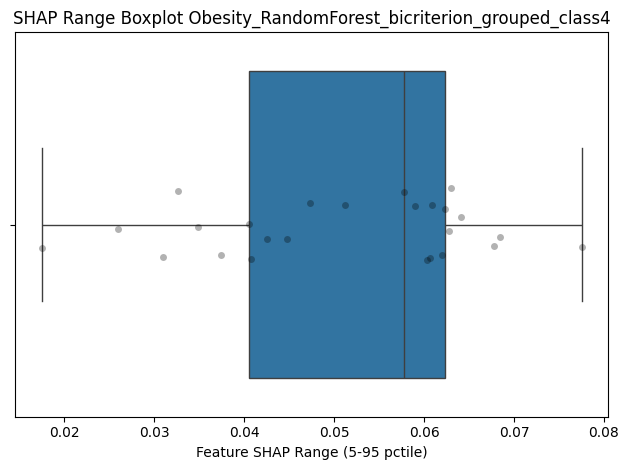 SHAP Range Boxplot Obesity_RandomForest_bicriterion_grouped_class4
0.02 0.03 0.04 0.05 0.06 0.07 0.08
Feature SHAP Range (5-95 pctile)